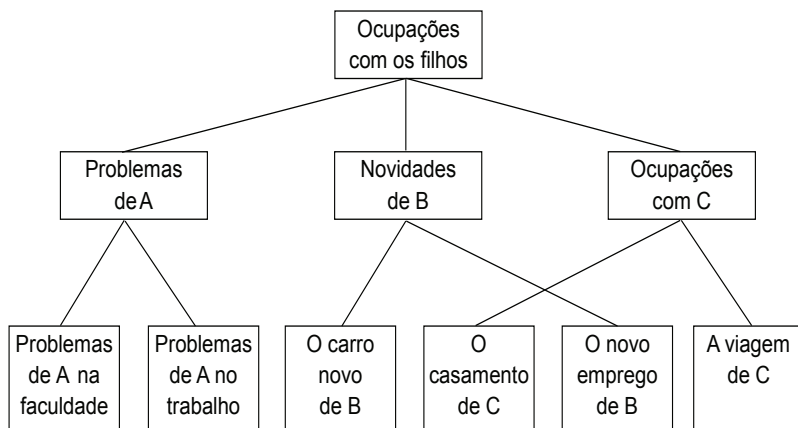 Ocupações
com os filhos
Problemas
de A
Novidades
de B
Ocupações
com C
Problemas
de A na
faculdade
Problemas
de A no
trabalho
O carro
novo
de B
O
casamento
de C
O novo
emprego
de B
A viagem
de C